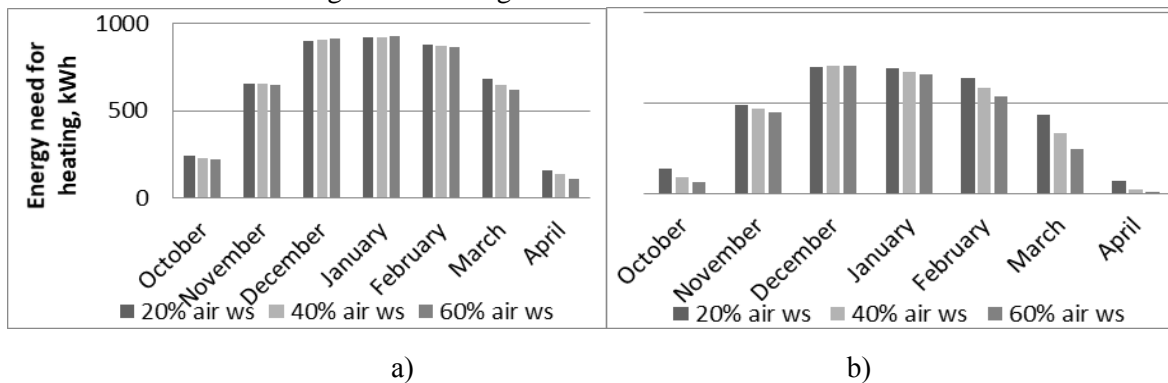 1000
500
0
Energy need for
heating, kWh
October
November
December
January
February
March
April
20% air ws 40% air ws 60% air ws
October
November
December
January
February
March
April
20% air ws 40% air ws 60% air ws
a) b)